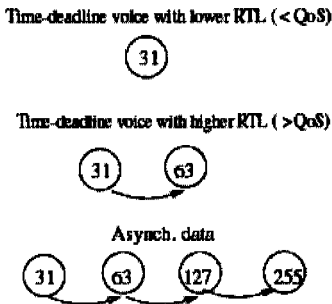 Time-deadline voice with lower RTL (<QoS)
31
Time-deadline voice with higher RTL (>QoS)
31 63
Asynch. data
31 63 127 255